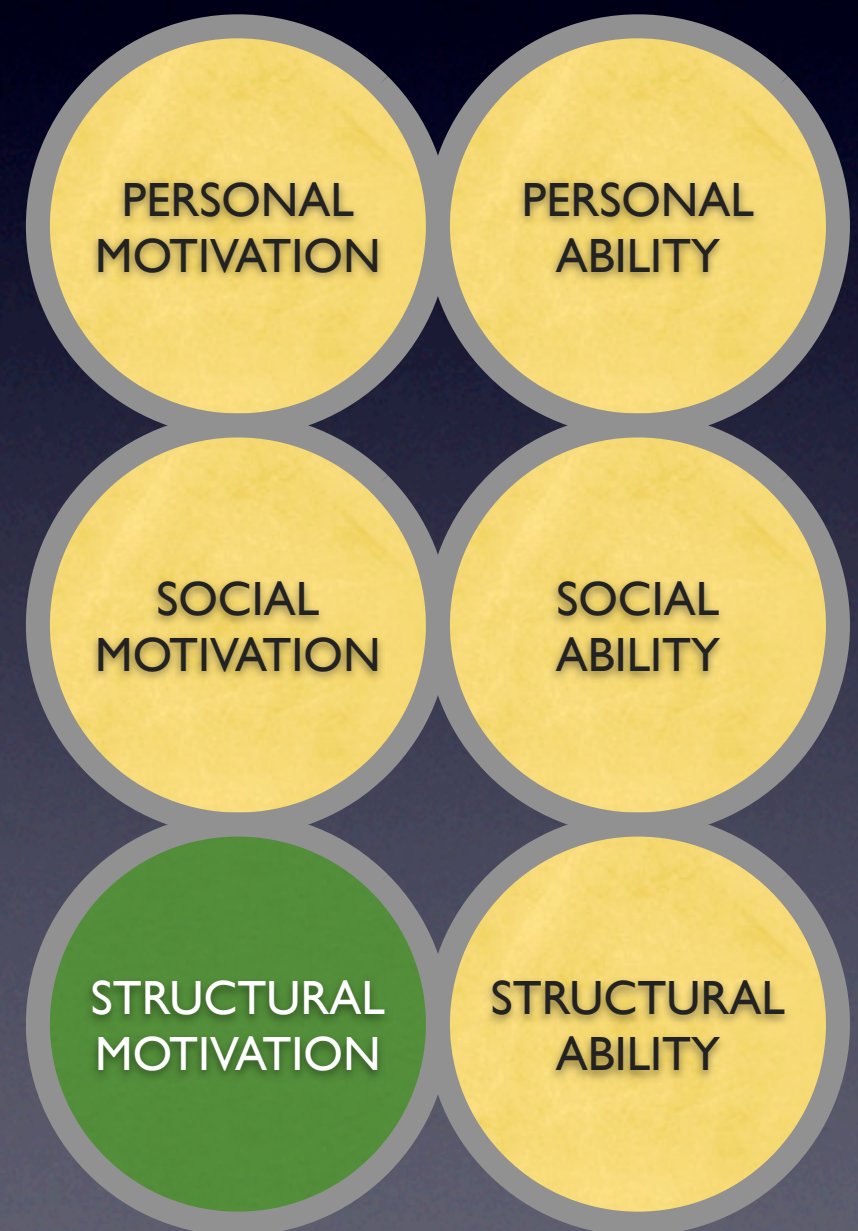 PERSONAL
MOTIVATION
PERSONAL
ABILITY
SOCIAL
MOTIVATION
SOCIAL
ABILITY
STRUCTURAL
MOTIVATION
STRUCTURAL
ABILITY